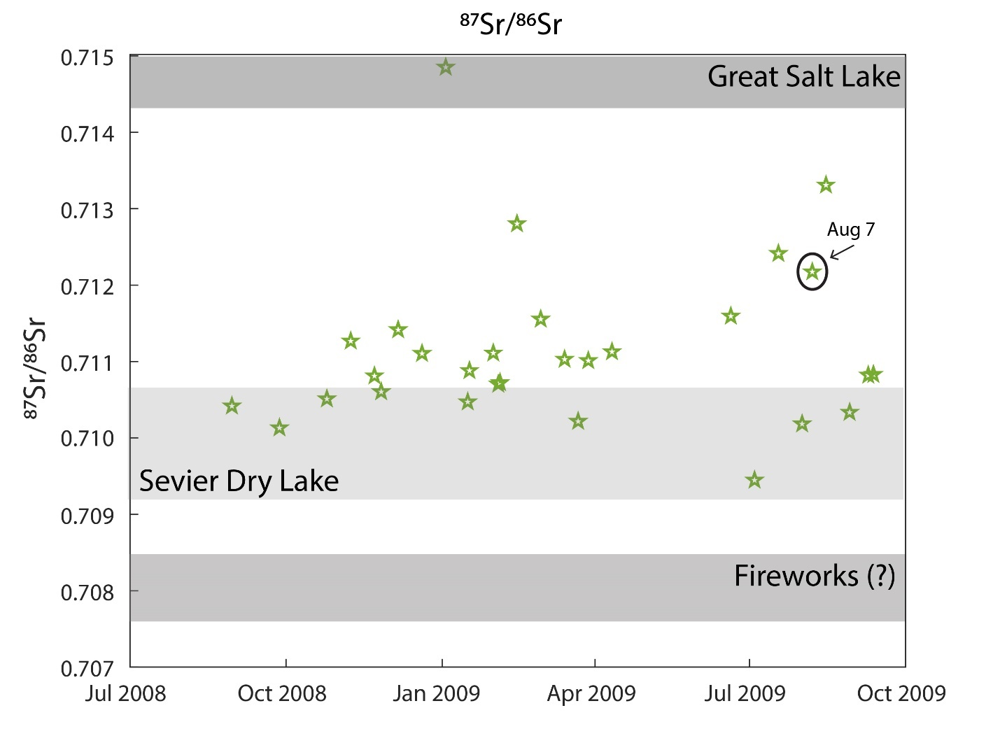 ⁸⁷Sr/⁸⁶Sr
0.715
Great Salt Lake
0.714
0.713
Aug 7
0.712
0.711
⁸⁷Sr/⁸⁶Sr
0.710
Sevier Dry Lake
0.709
Fireworks (?)
0.708
0.707
Jul 2008 Oct 2008 Jan 2009 Apr 2009 Jul 2009 Oct 2009